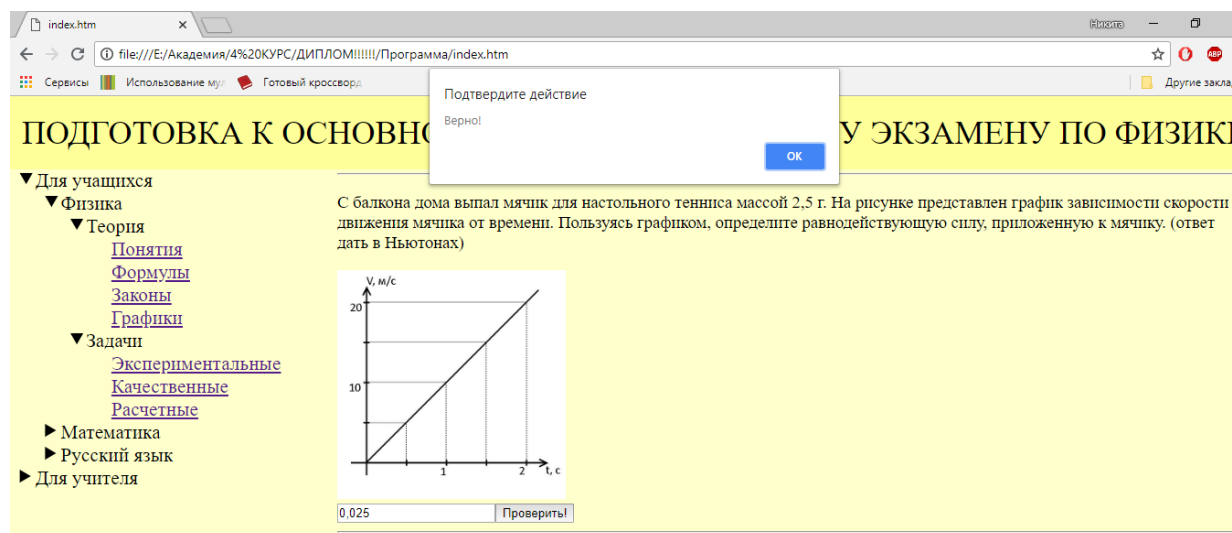 index.htm
Никита
file:///E:/Академия/4%20КУРС/ДИПЛОМ!!!!!!/Программа/index.htm
ABP
Сервисы Использование мул Готовый кроссворд Другие закла
Подтвердите действие
Верно!
ОК
ПОДГОТОВКА К ОСНОВНО У ЭКЗАМЕНУ ПО ФИЗИКЕ
▼Для учащихся
▼Физика
▼Теория
Понятия
Формулы
Законы
Графики
▼Задачи
Экспериментальные
Качественные
Расчетные
►Математика
►Русский язык
►Для учителя
С балкона дома выпал мячик для настольного тенниса массой 2,5 г. На рисунке представлен график зависимости скорости
движения мячика от времени. Пользуясь графиком, определите равнодействующую силу, приложенную к мячику. (ответ
дать в Ньютонах)
V, м/с
20
10
1 2 t, с
0,025 Проверить!